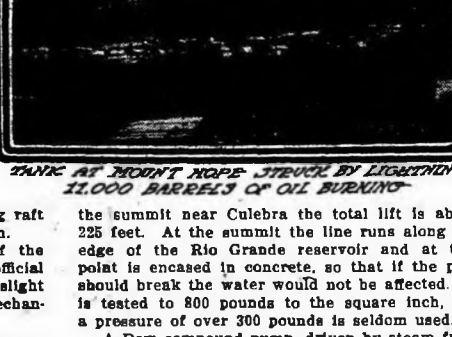 TANK AT MOUNT HOPE STRUCK BY LIGHTNIN
11.000 BARRELS OF OIL BURNING
raft
f the
fficial
slight
echan-
the summit near Culebra the total lift is ab
225 feet. At the summit the line runs along
edge of the Rio Grande reservoir and at t
point is encased in concrete, so that if the p
should break the water would not be affected.
is tested to 800 pounds to the square inch,
a pressure of over 300 pounds is seldom used.
compound pump, driven by steam